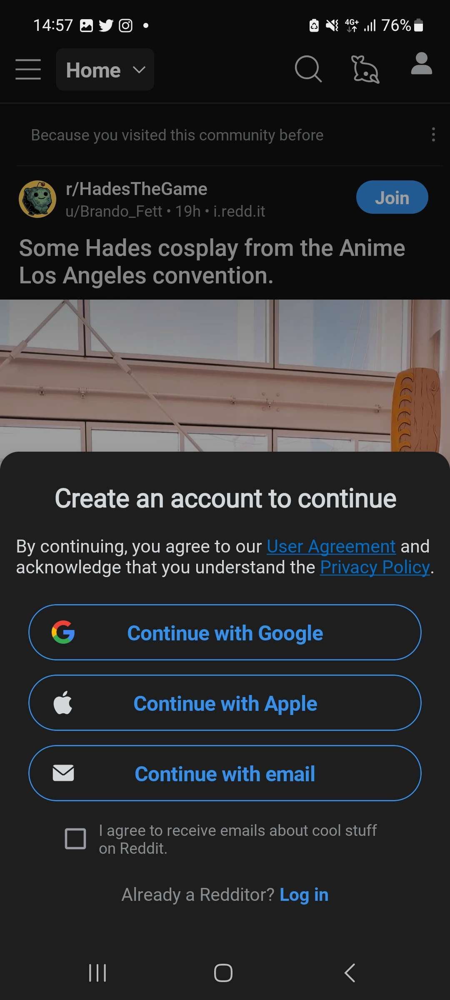 14:57
4G+ 76%
Home
Because you visited this community before
r/HadesTheGame
u/Brando_Fett • 19h • i.redd.it
Join
Some Hades cosplay from the Anime
Los Angeles convention.
Create an account to continue
By continuing, you agree to our User Agreement and
acknowledge that you understand the Privacy Policy.
Continue with Google
Continue with Apple
Continue with email
I agree to receive emails about cool stuff
on Reddit.
Already a Redditor? Log in